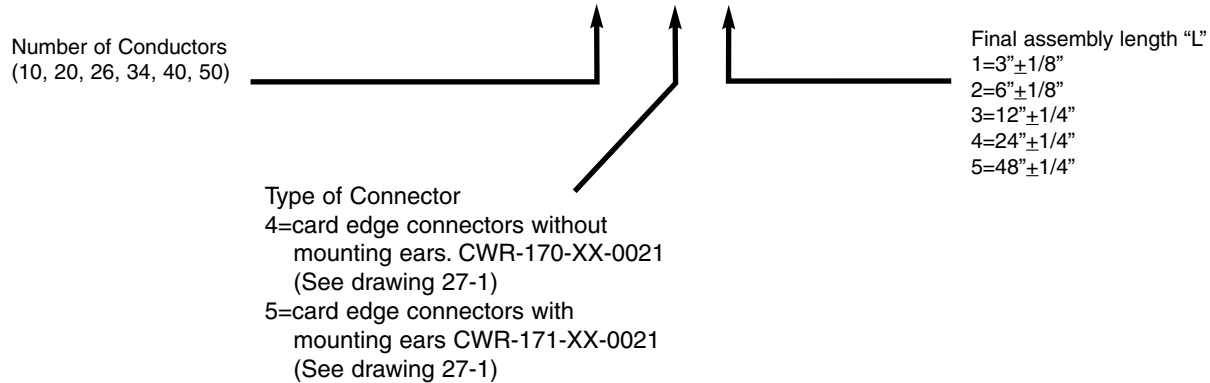 Number of Conductors
(10, 20, 26, 34, 40, 50)
Type of Connector
4=card edge connectors without
mounting ears. CWR-170-XX-0021
(See drawing 27-1)
5=card edge connectors with
mounting ears CWR-171-XX-0021
(See drawing 27-1)
Final assembly length “L”
1=3”±1/8”
2=6”±1/8”
3=12”±1/4”
4=24”±1/4”
5=48”±1/4”